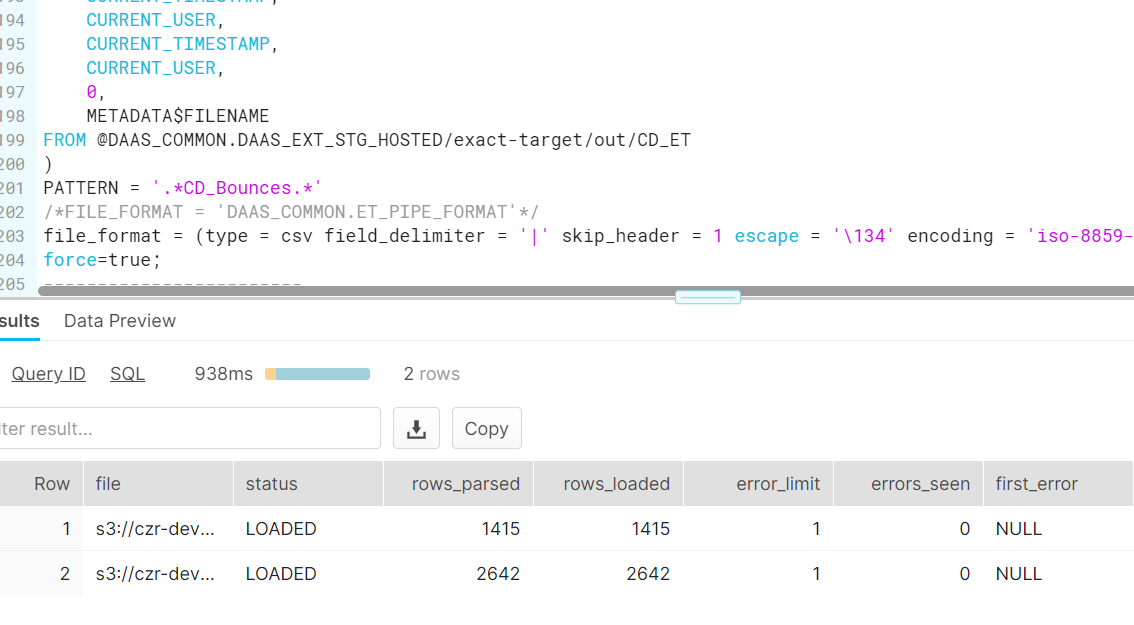 CURRENT_TIMESTAMP,
194 CURRENT_USER,
195 CURRENT_TIMESTAMP,
196 CURRENT_USER,
197 0,
198 METADATA$FILENAME
199 FROM @DAAS_COMMON.DAAS_EXT_STG_HOSTED/exact-target/out/CD_ET
200 )
201 PATTERN = '.*CD_Bounces.*'
202 /*FILE_FORMAT = 'DAAS_COMMON.ET_PIPE_FORMAT'*/
203 file_format = (type = csv field_delimiter = '|' skip_header = 1 escape = '\134' encoding = 'iso-8859-
204 force=true;
205 ------------------------
sults Data Preview
Query ID SQL 938ms 2 rows
lter result... Copy
Row file status rows_parsed rows_loaded error_limit errors_seen first_error
1 s3://czr-dev... LOADED 1415 1415 1 0 NULL
2 s3://czr-dev... LOADED 2642 2642 1 0 NULL